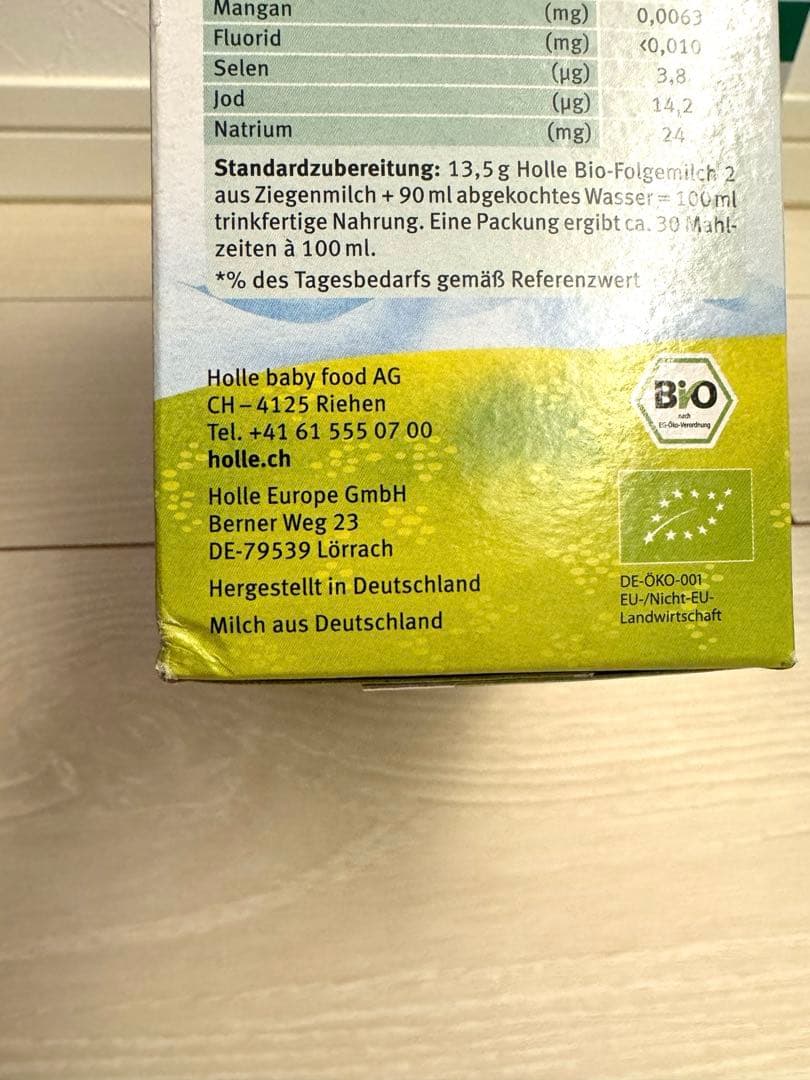 Mangan (mg) 0,0063
Fluorid (mg) <0,010
Selen (µg) 3,8
Jod (µg) 14,2
Natrium (mg) 24
Standardzubereitung: 13,5 g Holle Bio-Folgemilch 2
aus Ziegenmilch + 90 ml abgekochtes Wasser = 100 ml
trinkfertige Nahrung. Eine Packung ergibt ca. 30 Mahl-
zeiten à 100 ml.
*% des Tagesbedarfs gemäß Referenzwert
Holle baby food AG
CH – 4125 Riehen
Tel. +41 61 555 07 00
holle.ch
Holle Europe GmbH
Berner Weg 23
DE-79539 Lörrach
Hergestellt in Deutschland
Milch aus Deutschland
Bio
nach
EG-Öko-Verordnung
DE-ÖKO-001
EU-/Nicht-EU-
Landwirtschaft